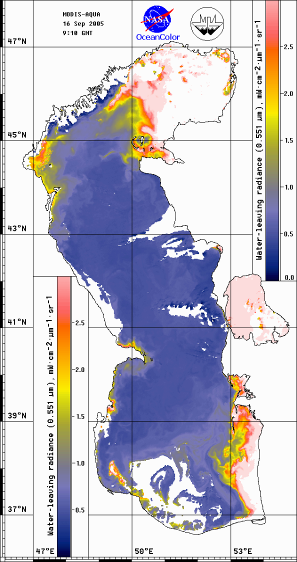 MODIS-AQUA
16 Sep 2005
9:10 GMT
NASA
OceanColor
47°N
45°N
43°N
41°N
39°N
37°N
47°E
50°E
53°E
Water-leaving radiance (0.551 µm), mW·cm⁻²·µm⁻¹·sr⁻¹
2.5
2.0
1.5
1.0
0.5
0.0
Water-leaving radiance (0.551 µm), mW·cm⁻²·µm⁻¹·sr⁻¹
2.5
2.0
1.5
1.0
0.5